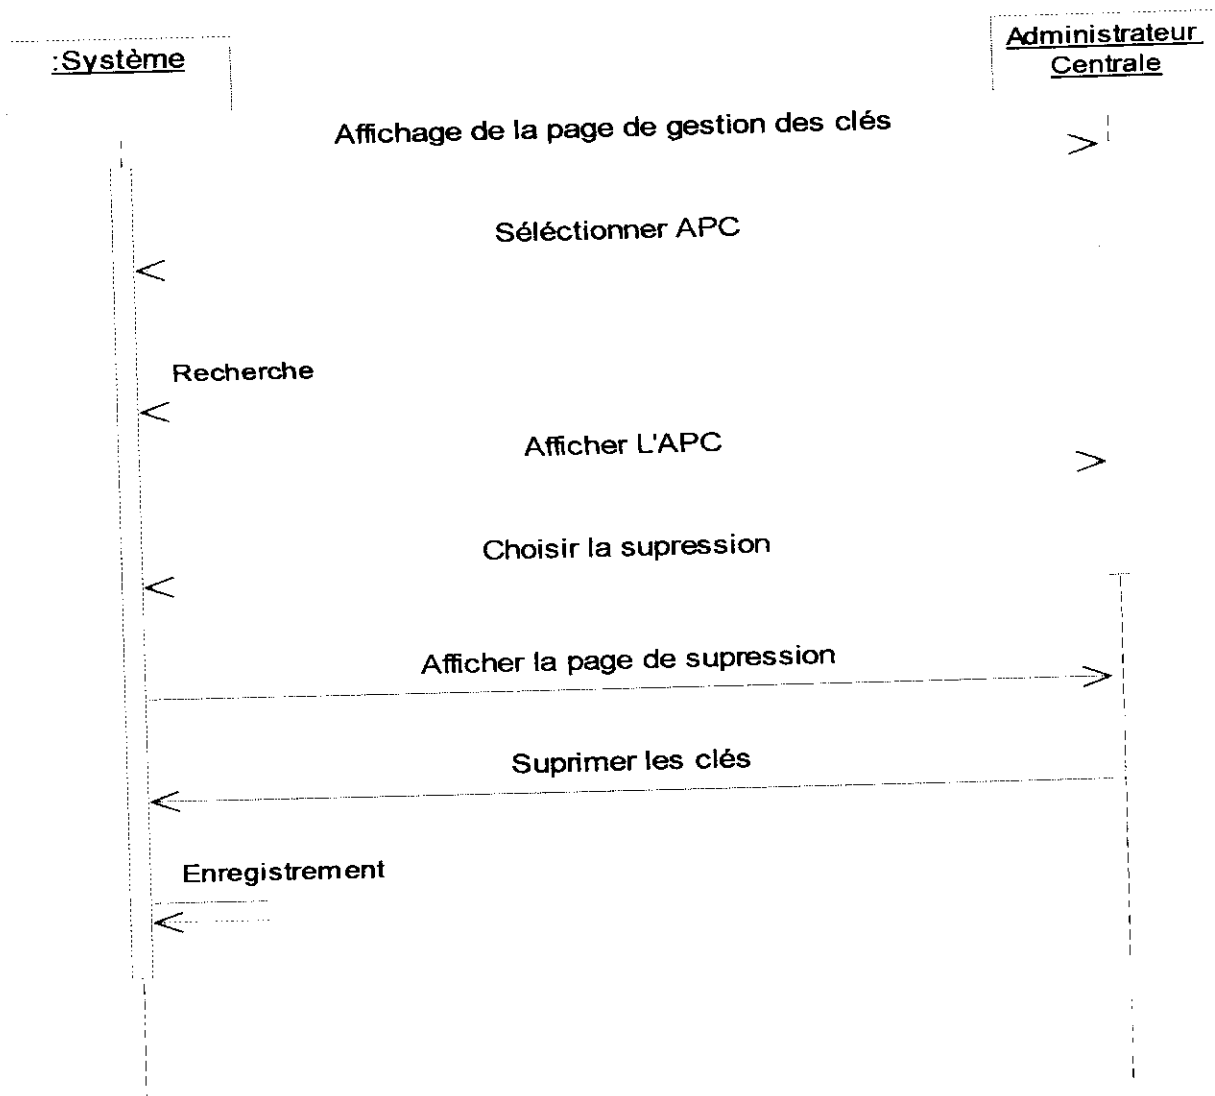 :Système
Administrateur
Centrale
Affichage de la page de gestion des clés
Séléctionner APC
Recherche
Afficher L'APC
Choisir la supression
Afficher la page de supression
Suprimer les clés
Enregistrement